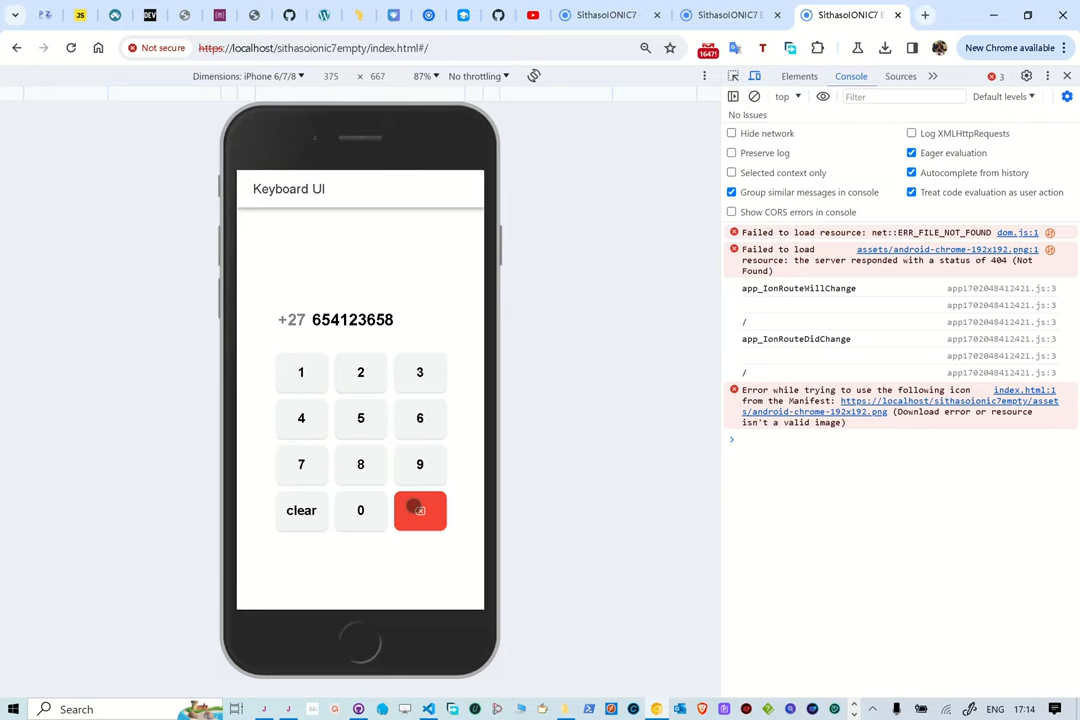 SithasoIONIC7 -
SithasoIONIC7 E
SithasoIONIC7 E
Not secure
https://localhost/sithasoionic7empty/index.html#/
1647!
New Chrome available
Dimensions: iPhone 6/7/8 375 × 667 87% No throttling
Elements Console Sources 3
top Filter Default levels
No Issues
Hide network Log XMLHttpRequests
Preserve log Eager evaluation
Selected context only Autocomplete from history
Group similar messages in console Treat code evaluation as user action
Show CORS errors in console
Failed to load resource: net::ERR_FILE_NOT_FOUND dom.js:1
Failed to load assets/android-chrome-192x192.png:1
resource: the server responded with a status of 404 (Not
Found)
app_IonRouteWillChange app1702048412421.js:3
app1702048412421.js:3
/ app1702048412421.js:3
app_IonRouteDidChange app1702048412421.js:3
app1702048412421.js:3
/ app1702048412421.js:3
Error while trying to use the following icon index.html:1
from the Manifest: https://localhost/sithasoionic7empty/asset
s/android-chrome-192x192.png (Download error or resource
isn't a valid image)
Keyboard UI
+27 654123658
1 2 3
4 5 6
7 8 9
clear 0
Search
ENG 17:14